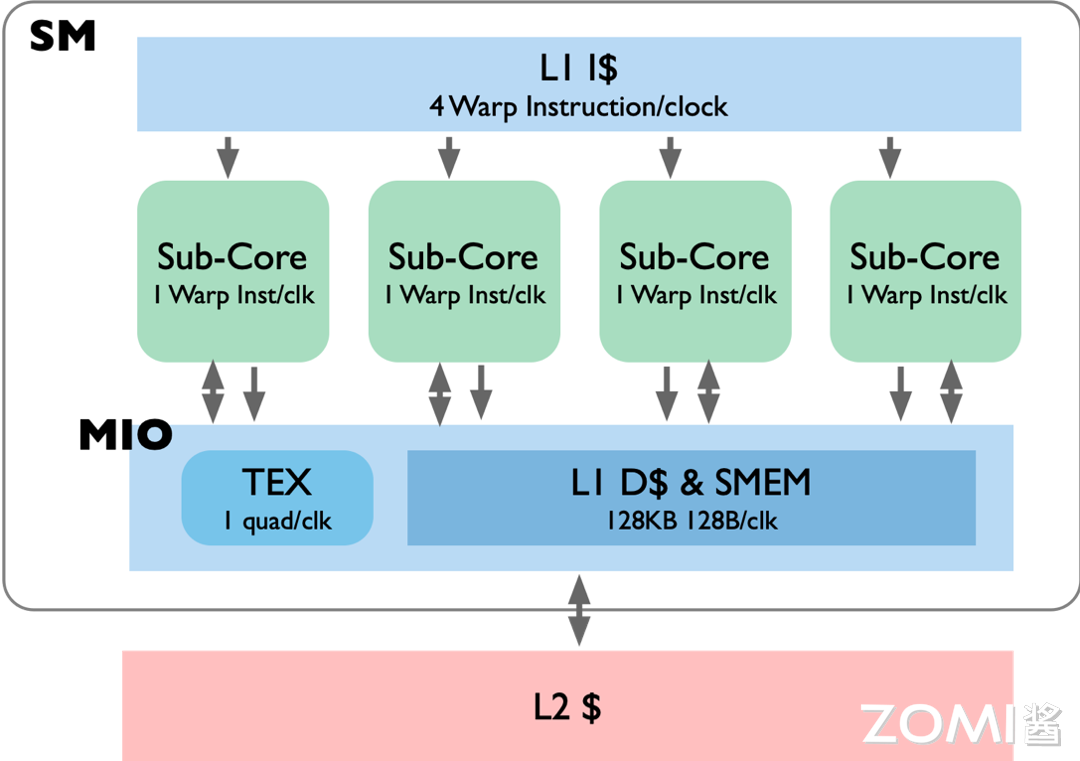 SM
L1 I$
4 Warp Instruction/clock
Sub-Core
1 Warp Inst/clk
Sub-Core
1 Warp Inst/clk
Sub-Core
1 Warp Inst/clk
Sub-Core
1 Warp Inst/clk
MIO
TEX
1 quad/clk
L1 D$ & SMEM
128KB 128B/clk
L2 $
ZOMI酱